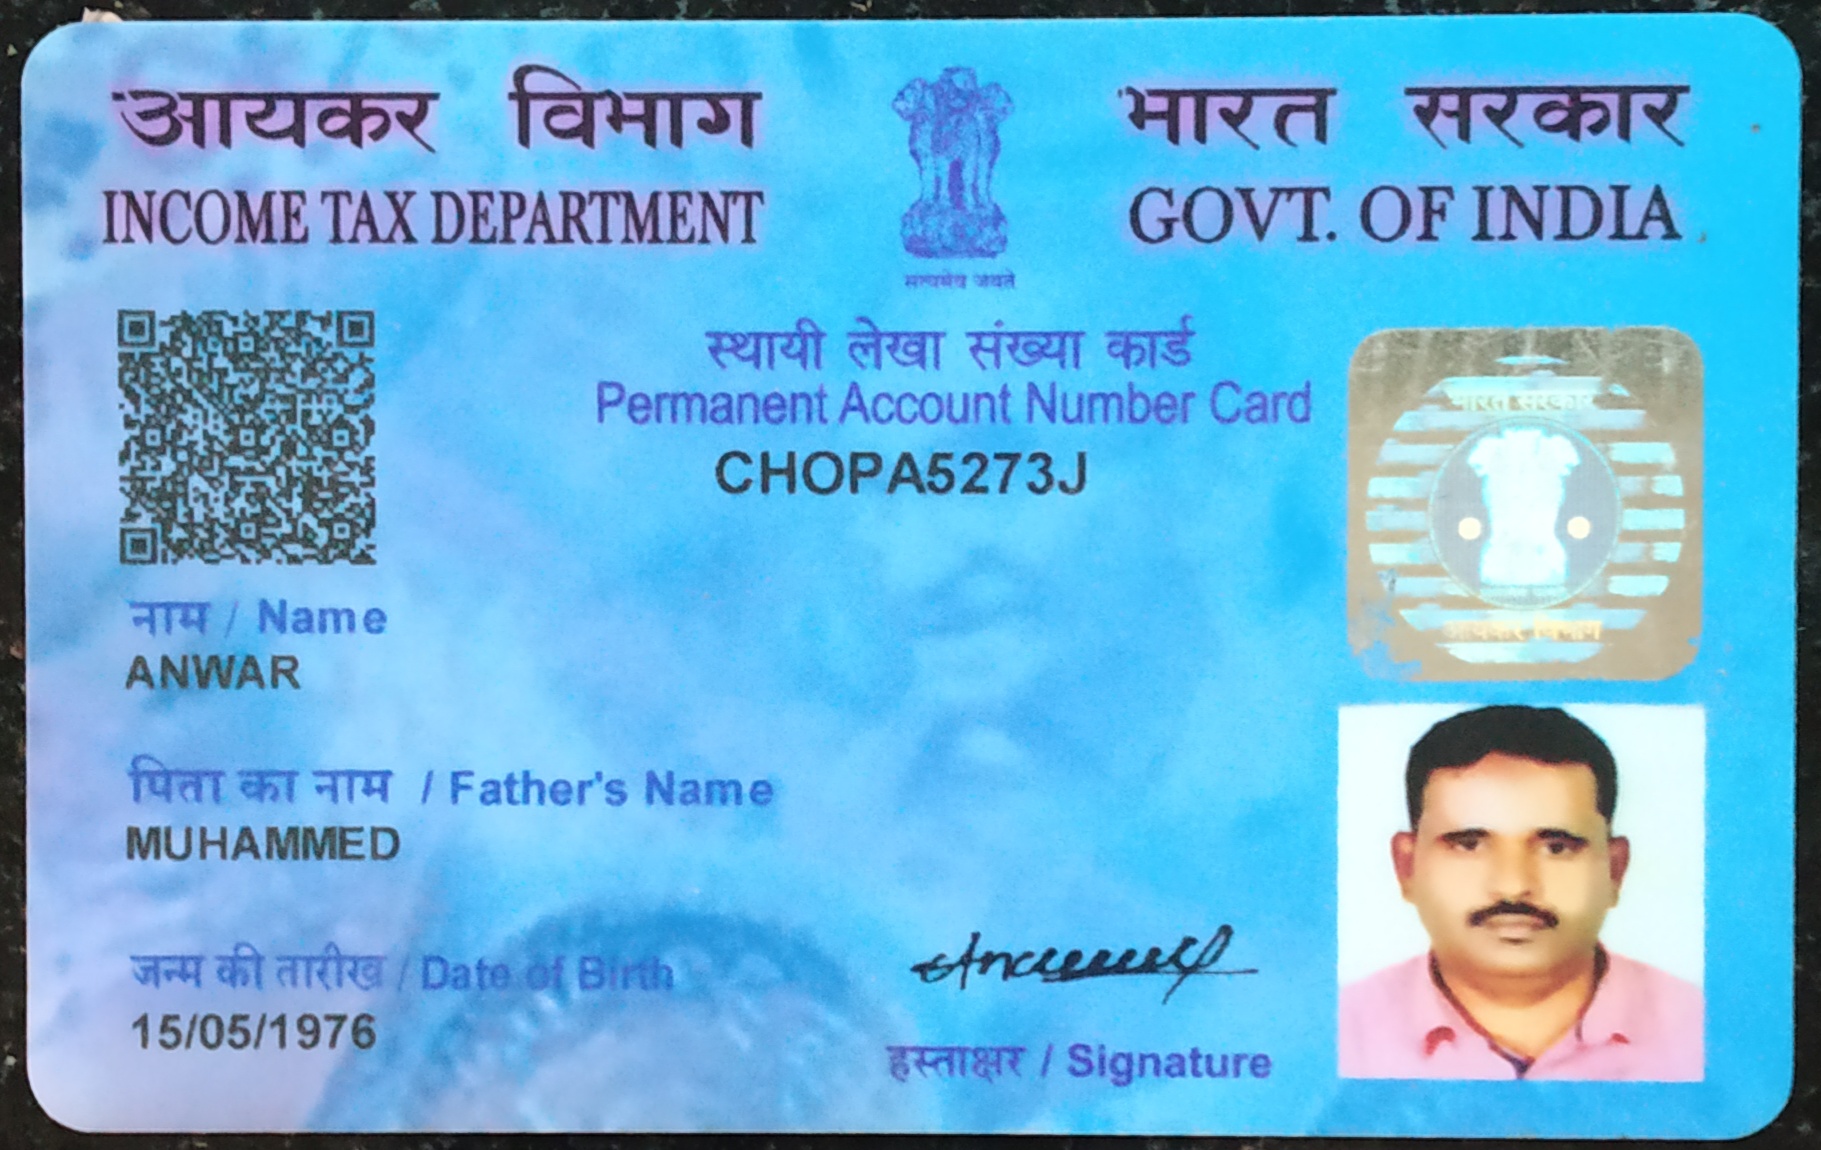 आयकर विभाग
INCOME TAX DEPARTMENT
सत्यमेव जयते
भारत सरकार
GOVT. OF INDIA
स्थायी लेखा संख्या कार्ड
Permanent Account Number Card
CHOPA5273J
भारत सरकार
आयकर विभाग
नाम / Name
ANWAR
पिता का नाम / Father's Name
MUHAMMED
जन्म की तारीख / Date of Birth
15/05/1976
हस्ताक्षर / Signature